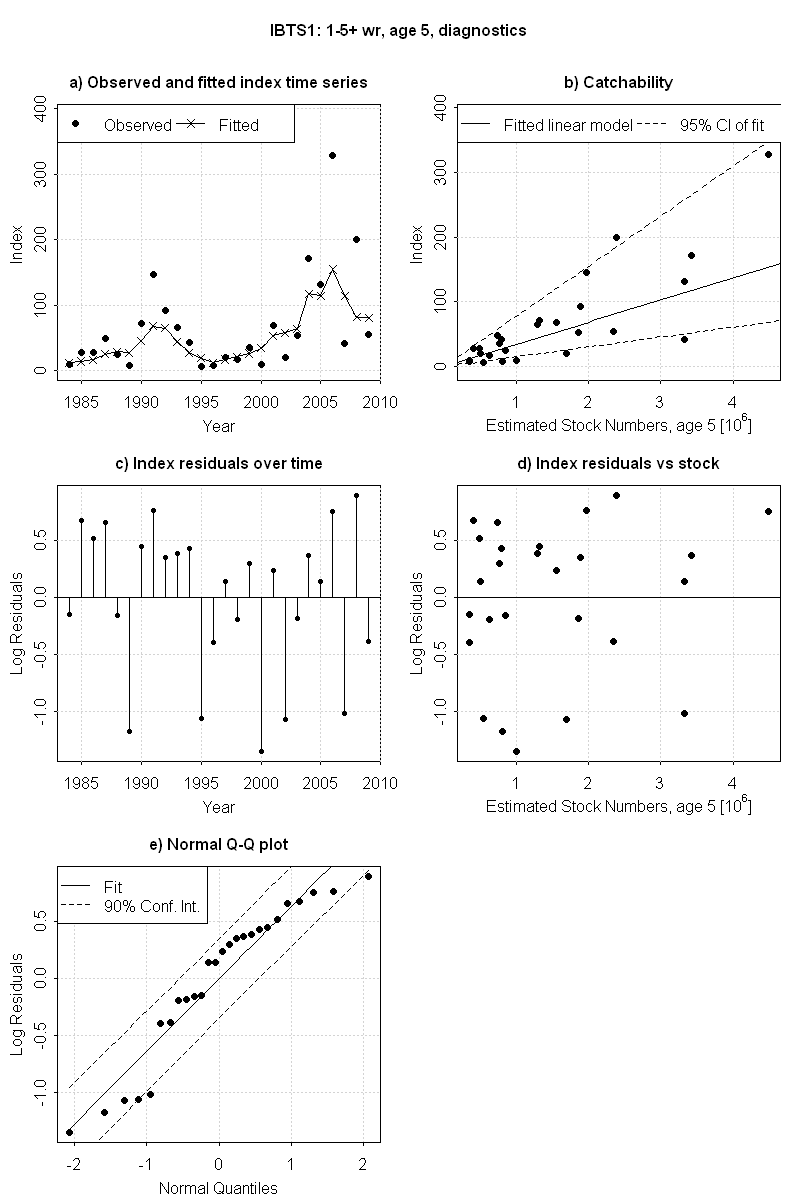 IBTS1: 1-5+ wr, age 5, diagnostics
a) Observed and fitted index time series
Observed Fitted
400
300
200
100
0
Index
1985 1990 1995 2000 2005 2010
Year
b) Catchability
Fitted linear model 95% CI of fit
400
300
200
100
0
Index
1 2 3 4
Estimated Stock Numbers, age 5 [10^6]
c) Index residuals over time
0.5
0.0
-0.5
-1.0
Log Residuals
1985 1990 1995 2000 2005 2010
Year
d) Index residuals vs stock
0.5
0.0
-0.5
-1.0
Log Residuals
1 2 3 4
Estimated Stock Numbers, age 5 [10^6]
e) Normal Q-Q plot
Fit
90% Conf. Int.
0.5
0.0
-0.5
-1.0
Log Residuals
-2 -1 0 1 2
Normal Quantiles